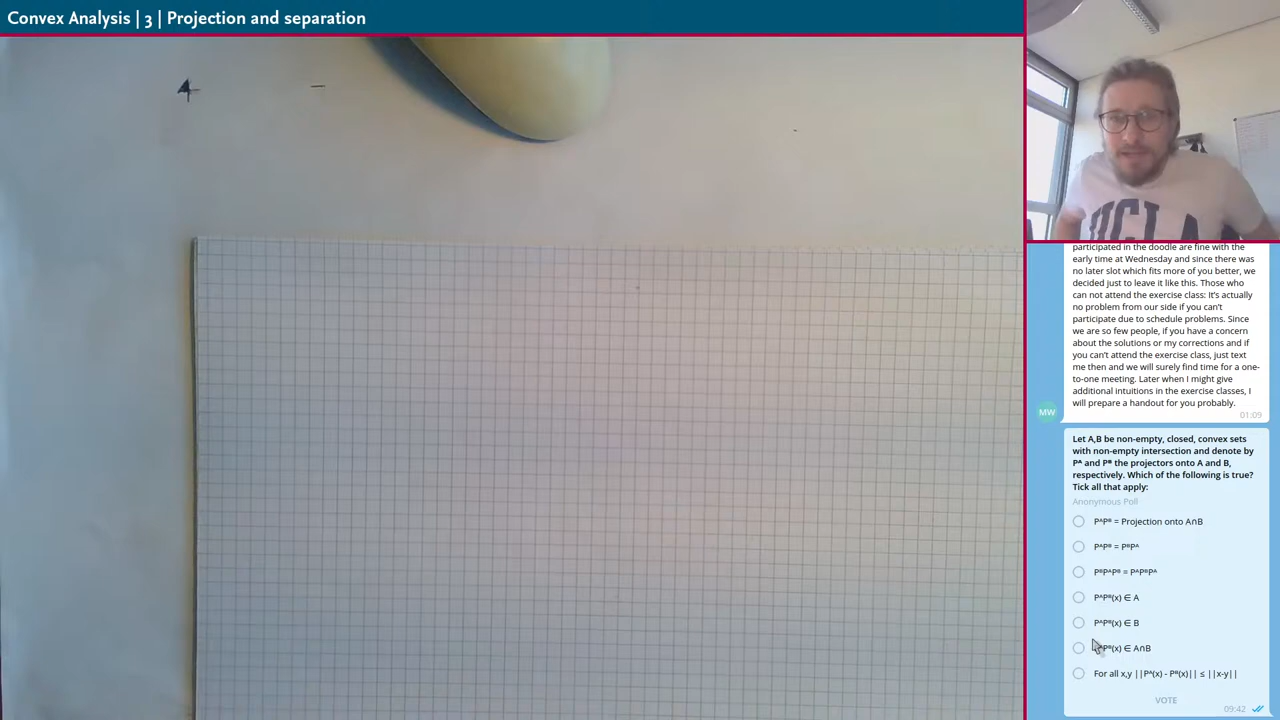 Convex Analysis | 3 | Projection and separation
UCLA
participated in the doodle are fine with the
early time at Wednesday and since there was
no later slot which fits more of you better, we
decided just to leave it like this. Those who
can not attend the exercise class: It's actually
no problem from our side if you can't
participate due to schedule problems. Since
we are so few people, if you have a concern
about the solutions or my corrections and if
you can't attend the exercise class, just text
me then and we will surely find time for a one-
to-one meeting. Later when I might give
additional intuitions in the exercise classes, I
will prepare a handout for you probably.
MW
01:09
Let A,B be non-empty, closed, convex sets
with non-empty intersection and denote by
Pᴬ and Pᴮ the projectors onto A and B,
respectively. Which of the following is true?
Tick all that apply:
Anonymous Poll
PᴬPᴮ = Projection onto A∩B
PᴬPᴮ = PᴮPᴬ
PᴮPᴬPᴮ = PᴬPᴮPᴬ
PᴬPᴮ(x) ∈ A
PᴬPᴮ(x) ∈ B
Pᴮ(x) ∈ A∩B
For all x,y ||Pᴬ(x) - Pᴮ(x)|| ≤ ||x-y||
VOTE
09:42